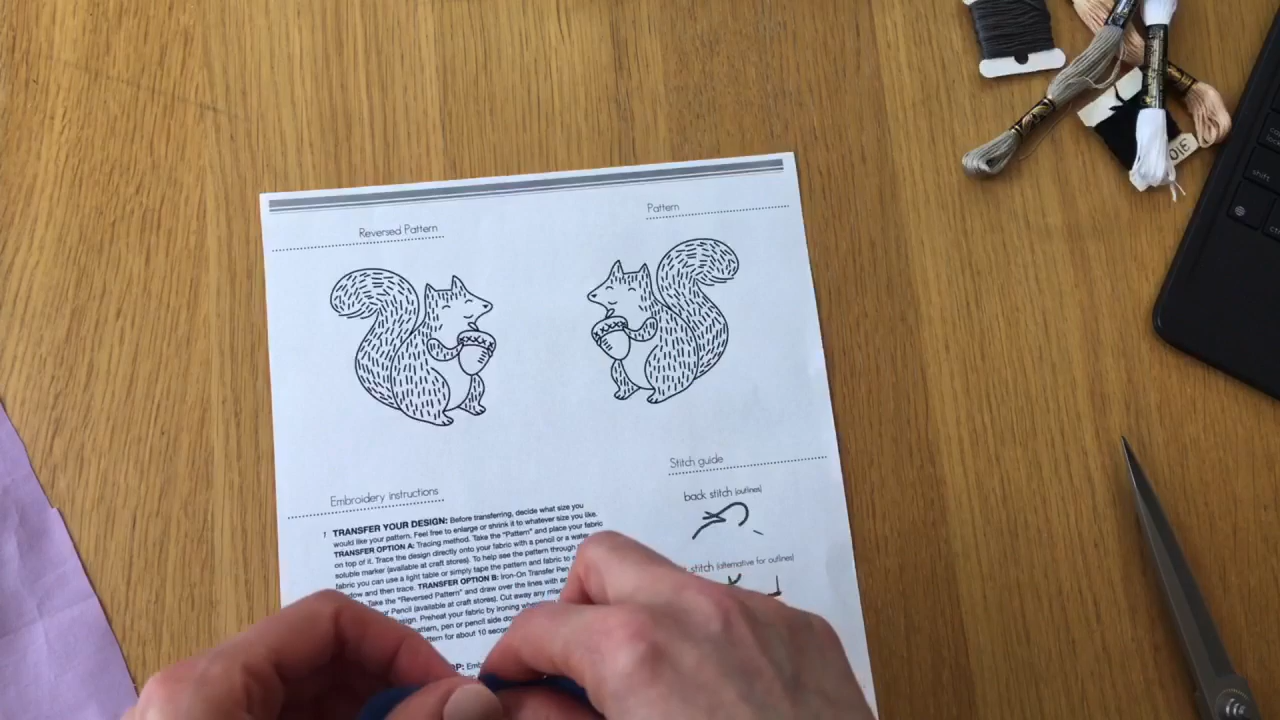 Reversed Pattern
Pattern
Embroidery Instructions
1 TRANSFER YOUR DESIGN: Before transferring, decide what size you
would like your pattern. Feel free to enlarge or shrink it to whatever size you like.
TRANSFER OPTION A: Tracing method. Take the "Pattern" and place your fabric
on top of it. Trace the design directly onto your fabric with a pencil or a water
soluble marker (available at craft stores). To help see the pattern through
fabric you can use a light table or simply tape the pattern and fabric to
and then trace. TRANSFER OPTION B: Iron-On Transfer Pen
Take the "Reversed Pattern" and draw over the lines with an
or Pencil (available at craft stores). Cut away any
Preheat your fabric by ironing
pen or pencil side
for about 10
Stitch guide
back stitch (outlines)
stitch (alternative for outlines)
shift
OIE